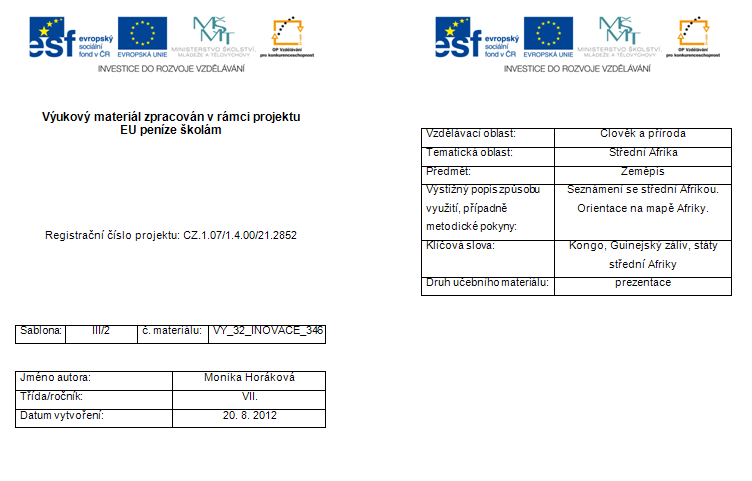 esf evropský sociální fond v ČR EVROPSKÁ UNIE MINISTERSTVO ŠKOLSTVÍ, MLÁDEŽE A TĚLOVÝCHOVY OP Vzdělávání pro konkurenceschopnost
INVESTICE DO ROZVOJE VZDĚLÁVÁNÍ
Výukový materiál zpracován v rámci projektu
EU peníze školám
Registrační číslo projektu: CZ.1.07/1.4.00/21.2852
Šablona: III/2 č. materiálu: VY_32_INOVACE_346
Jméno autora: Monika Horáková
Třída/ročník: VII.
Datum vytvoření: 20. 8. 2012
esf evropský sociální fond v ČR EVROPSKÁ UNIE MINISTERSTVO ŠKOLSTVÍ, MLÁDEŽE A TĚLOVÝCHOVY OP Vzdělávání pro konkurenceschopnost
INVESTICE DO ROZVOJE VZDĚLÁVÁNÍ
Vzdělávací oblast: Člověk a příroda
Tematická oblast: Střední Afrika
Předmět: Zeměpis
Výstižný popis způsobu Seznámení se střední Afrikou.
využití, případně Orientace na mapě Afriky.
metodické pokyny:
Klíčová slova: Kongo, Guinejský záliv, státy
střední Afriky
Druh učebního materiálu: prezentace